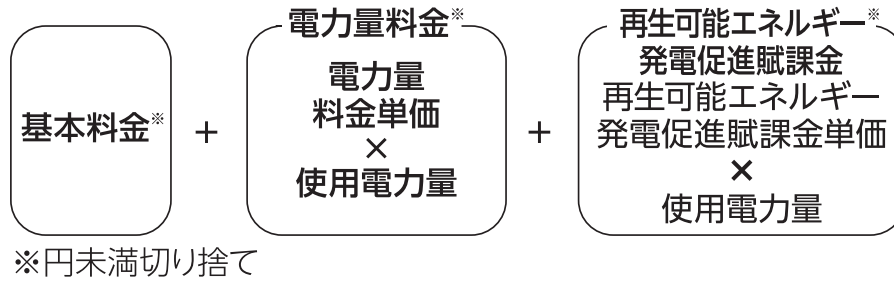 基本料金※
+
電力量料金※
電力量
料金単価
×
使用電力量
+
再生可能エネルギー※
発電促進賦課金
再生可能エネルギー
発電促進賦課金単価
×
使用電力量
※円未満切り捨て